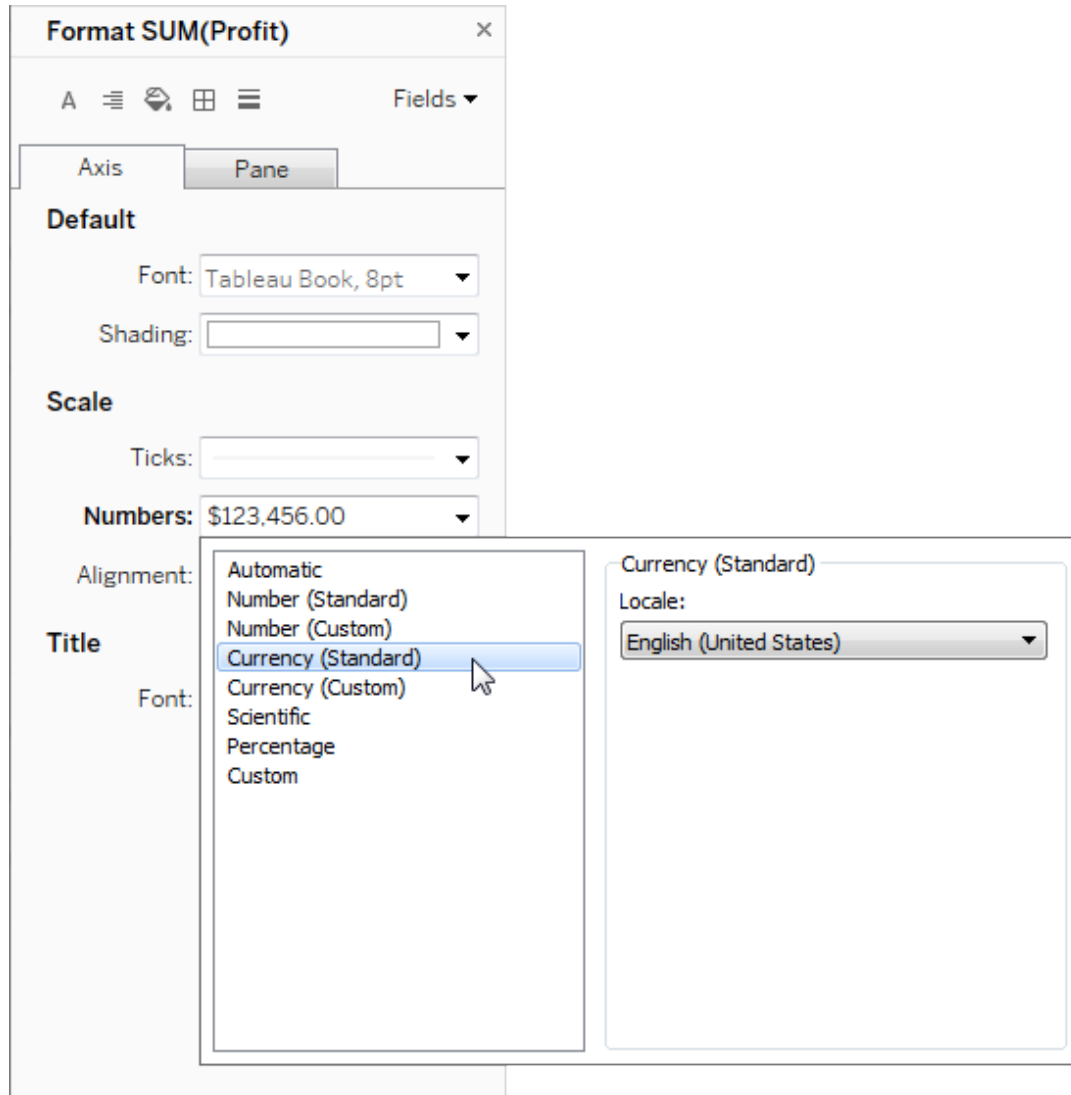 Format SUM(Profit)
A
Fields
Axis
Pane
Default
Font: Tableau Book, 8pt
Shading:
Scale
Ticks:
Numbers: $123,456.00
Alignment:
Title
Font:
Automatic
Number (Standard)
Number (Custom)
Currency (Standard)
Currency (Custom)
Scientific
Percentage
Custom
Currency (Standard)
Locale:
English (United States)